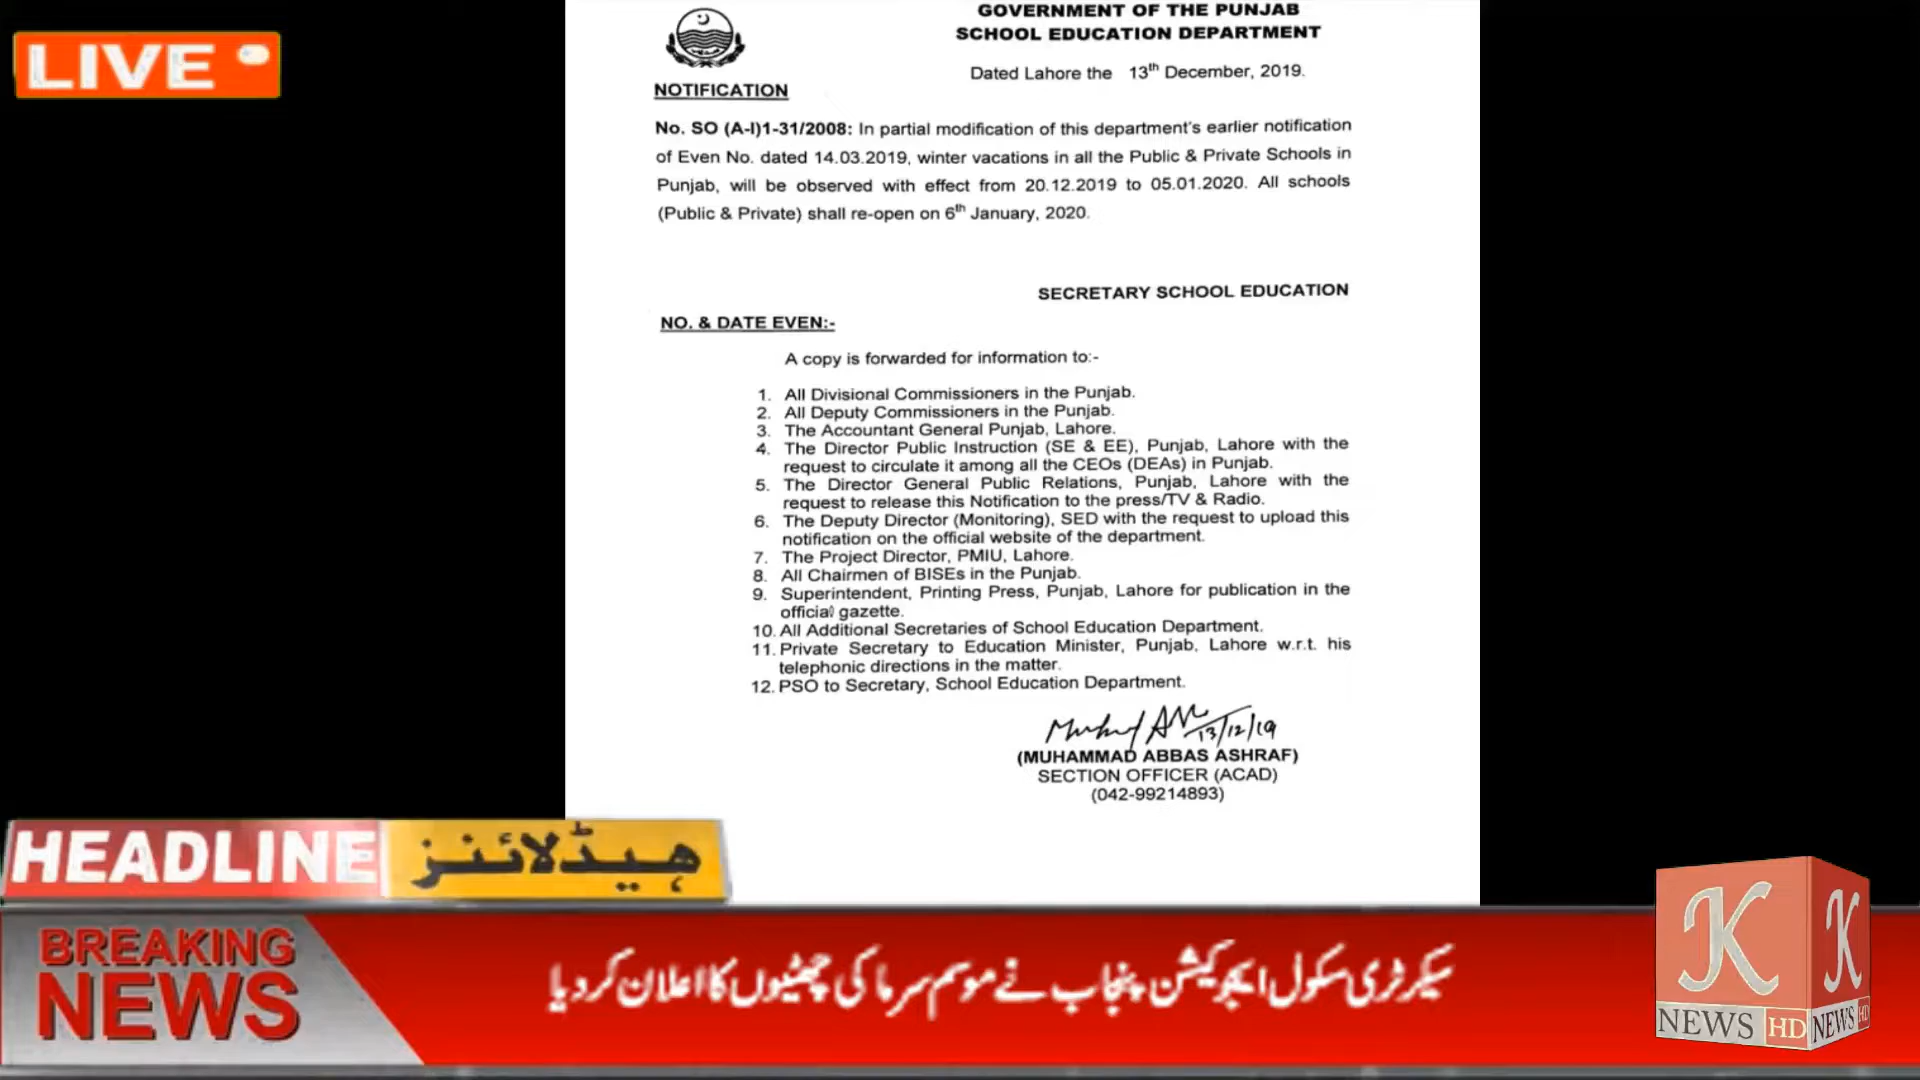 LIVE
GOVERNMENT OF THE PUNJAB
SCHOOL EDUCATION DEPARTMENT
Dated Lahore the 13th December, 2019.
NOTIFICATION
No. SO (A-I)1-31/2008: In partial modification of this department's earlier notification
of Even No. dated 14.03.2019, winter vacations in all the Public & Private Schools in
Punjab, will be observed with effect from 20.12.2019 to 05.01.2020. All schools
(Public & Private) shall re-open on 6th January, 2020.
SECRETARY SCHOOL EDUCATION
NO. & DATE EVEN:-
A copy is forwarded for information to:-
1. All Divisional Commissioners in the Punjab.
2. All Deputy Commissioners in the Punjab.
3. The Accountant General Punjab, Lahore.
4. The Director Public Instruction (SE & EE), Punjab, Lahore with the
request to circulate it among all the CEOs (DEAs) in Punjab.
5. The Director General Public Relations, Punjab, Lahore with the
request to release this Notification to the press/TV & Radio.
6. The Deputy Director (Monitoring), SED with the request to upload this
notification on the official website of the department.
7. The Project Director, PMIU, Lahore.
8. All Chairmen of BISEs in the Punjab.
9. Superintendent, Printing Press, Punjab, Lahore for publication in the
official gazette.
10. All Additional Secretaries of School Education Department.
11. Private Secretary to Education Minister, Punjab, Lahore w.r.t. his
telephonic directions in the matter.
12. PSO to Secretary, School Education Department.
13/12/19
(MUHAMMAD ABBAS ASHRAF)
SECTION OFFICER (ACAD)
(042-99214893)
HEADLINE ہیڈلائنز
BREAKING
NEWS
سیکرٹری سکول ایجوکیشن پنجاب نے موسم سرما کی چھٹیوں کا اعلان کردیا
K K
NEWS HD NEWS HD